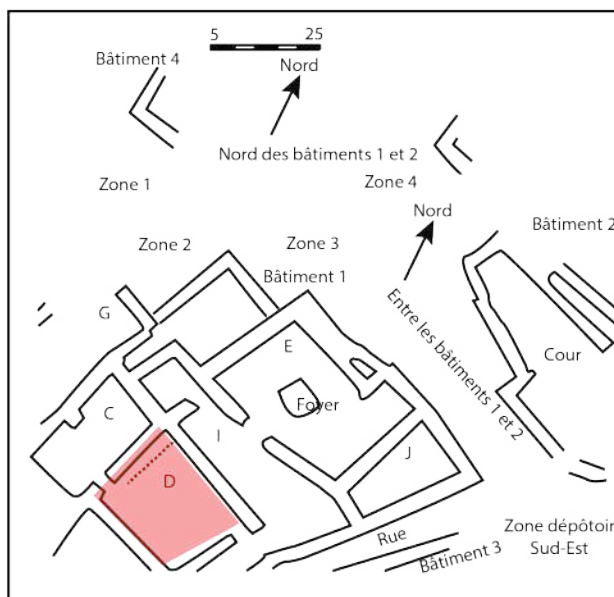 5 25
Bâtiment 4
Nord
Nord des bâtiments 1 et 2
Zone 1
Zone 4
Nord
Zone 2
Zone 3
Bâtiment 2
Bâtiment 1
G
Entre les bâtiments 1 et 2
E
Cour
C
Foyer
I
J
D
Rue
Zone dépôtoir
Sud-Est
Bâtiment 3